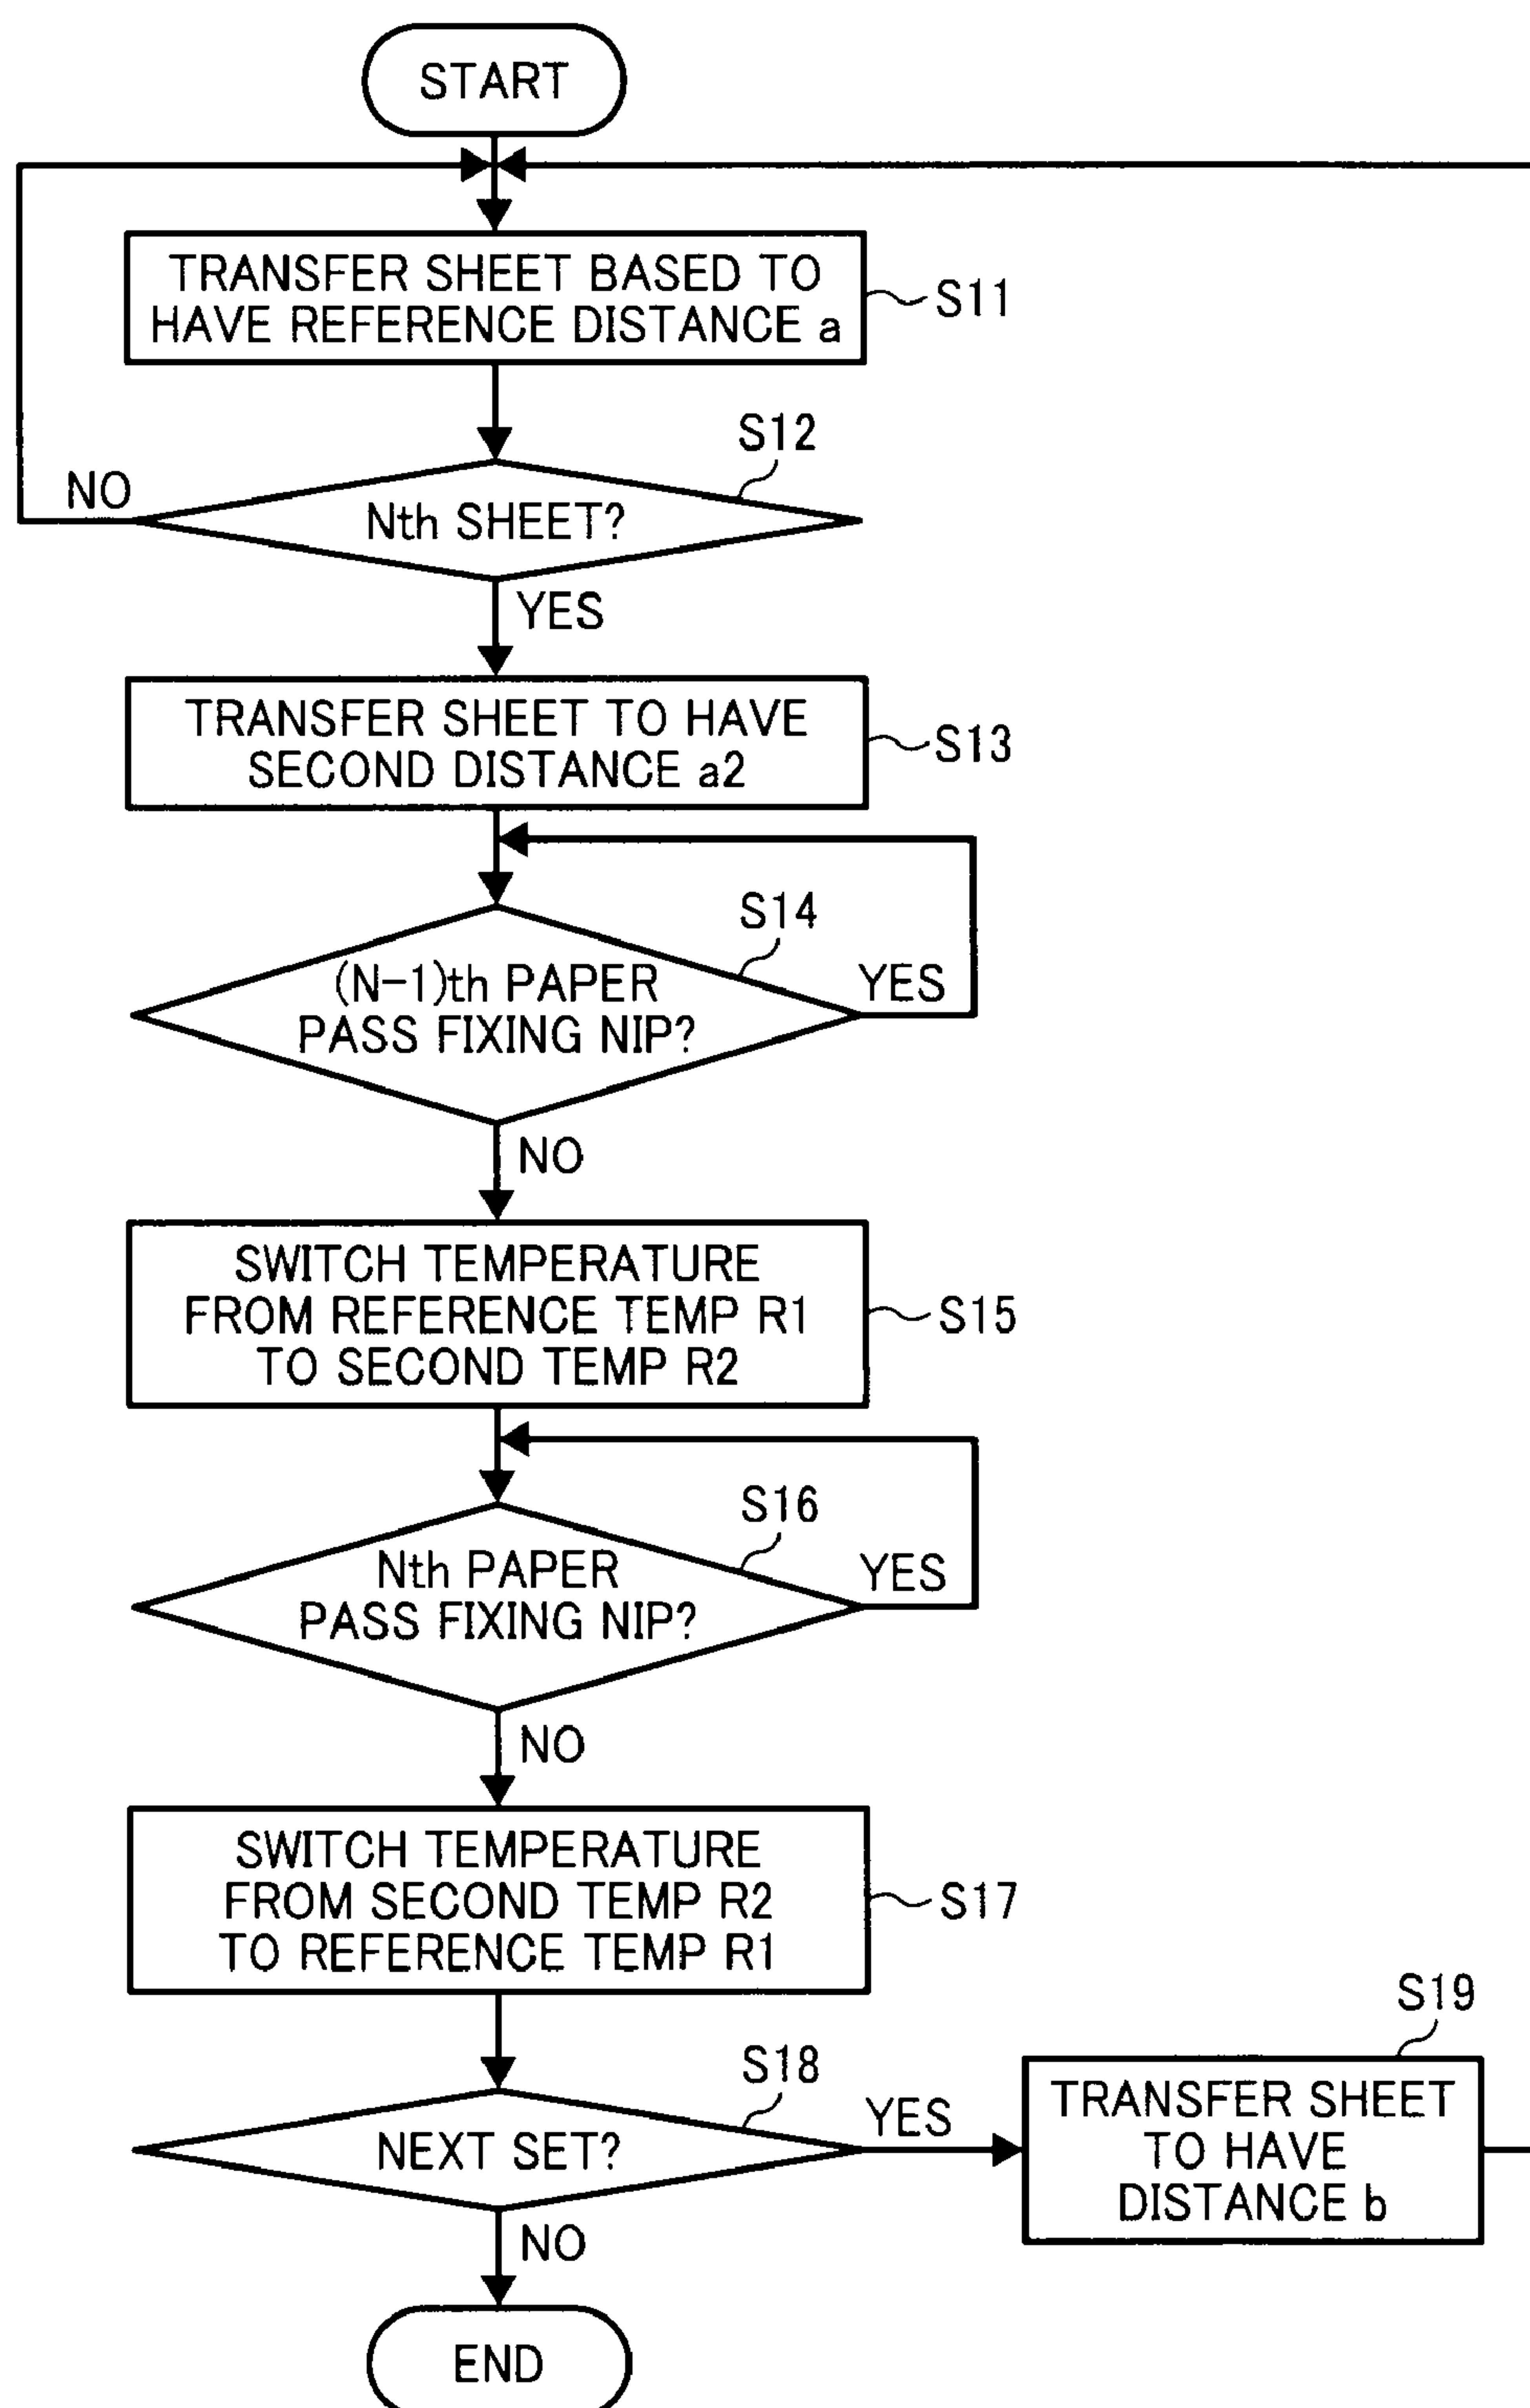 START
TRANSFER SHEET BASED TO
HAVE REFERENCE DISTANCE a
S11
S12
Nth SHEET?
NO
YES
TRANSFER SHEET TO HAVE
SECOND DISTANCE a2
S13
S14
(N-1)th PAPER
PASS FIXING NIP?
YES
NO
SWITCH TEMPERATURE
FROM REFERENCE TEMP R1
TO SECOND TEMP R2
S15
S16
Nth PAPER
PASS FIXING NIP?
YES
NO
SWITCH TEMPERATURE
FROM SECOND TEMP R2
TO REFERENCE TEMP R1
S17
S18
NEXT SET?
YES
S19
TRANSFER SHEET
TO HAVE
DISTANCE b
NO
END